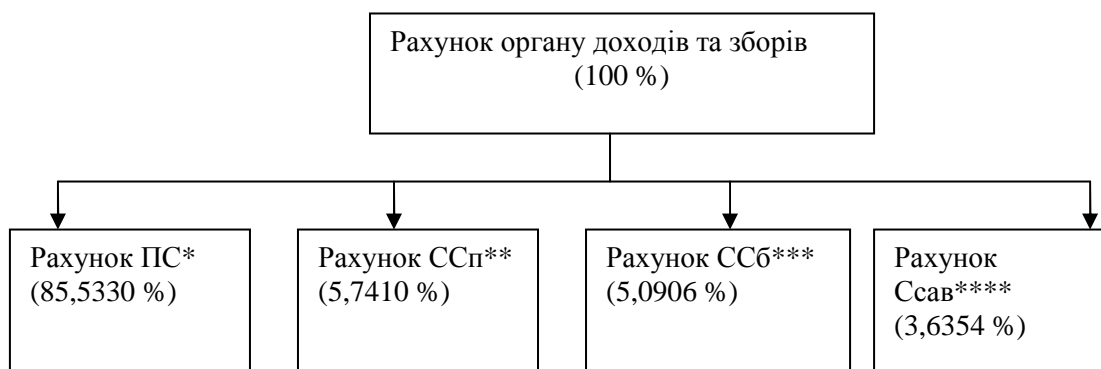 Рахунок органу доходів та зборів
(100 %)
Рахунок ПС*
(85,5330 %)
Рахунок ССп**
(5,7410 %)
Рахунок ССб***
(5,0906 %)
Рахунок
Ссав****
(3,6354 %)